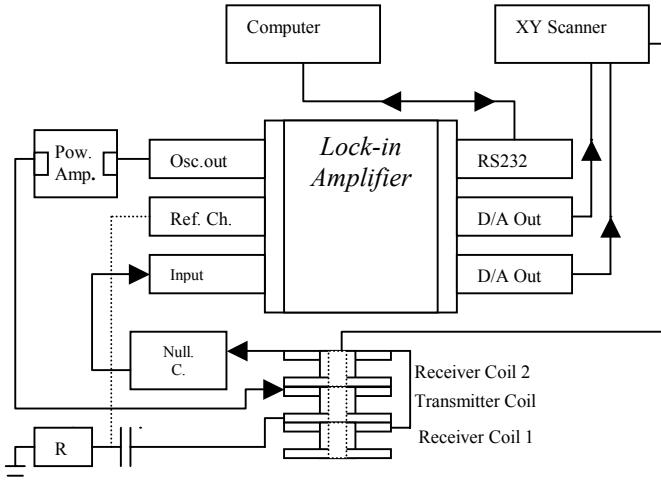 Computer
XY Scanner
Pow.
Amp.
Osc.out
Lock-in
Amplifier
RS232
Ref. Ch.
D/A Out
Input
D/A Out
Null.
C.
Receiver Coil 2
Transmitter Coil
Receiver Coil 1
R